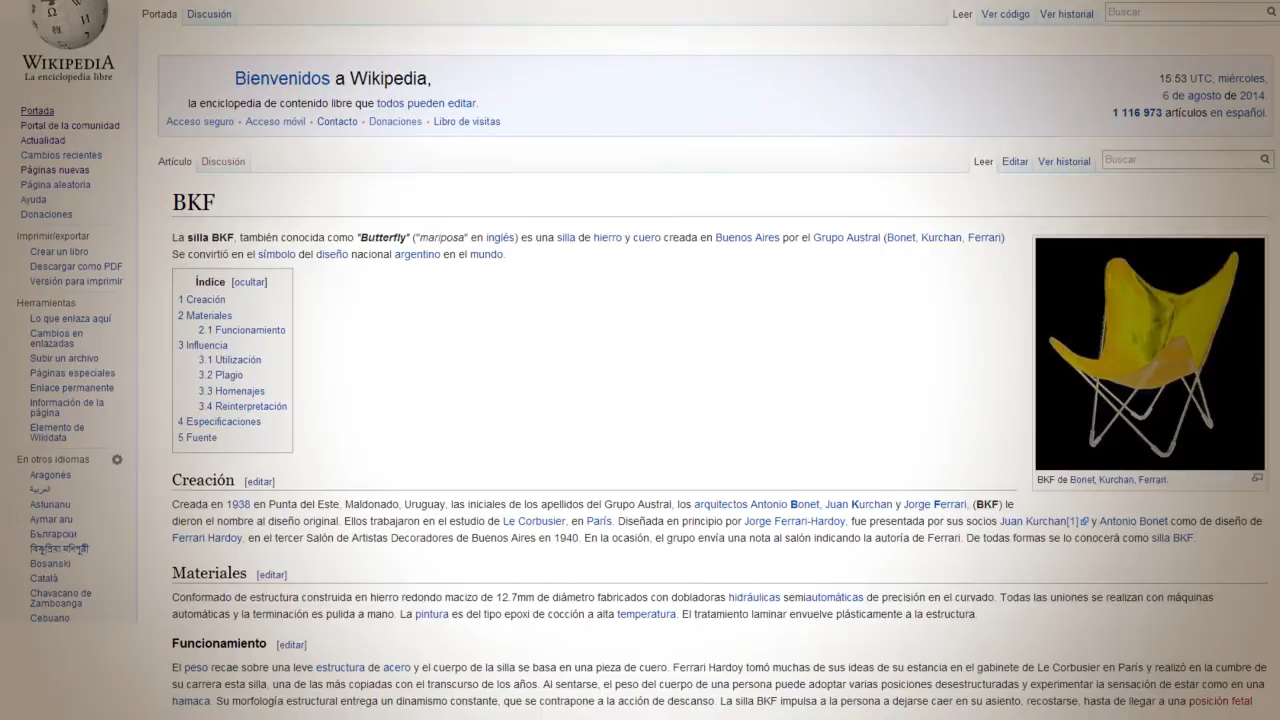 Portada Discusión Leer Ver código Ver historial Buscar
WIKIPEDIA
La enciclopedia libre
Portada
Portal de la comunidad
Actualidad
Cambios recientes
Páginas nuevas
Página aleatoria
Ayuda
Donaciones
Imprimir/exportar
Crear un libro
Descargar como PDF
Versión para imprimir
Herramientas
Lo que enlaza aquí
Cambios en
enlazadas
Subir un archivo
Páginas especiales
Enlace permanente
Información de la
página
Elemento de
Wikidata
En otros idiomas
Aragonés
العربية
Asturianu
Aymar aru
Български
Bosanski
Català
Chavacano de
Zamboanga
Cebuano
Bienvenidos a Wikipedia,
la enciclopedia de contenido libre que todos pueden editar.
Acceso seguro • Acceso móvil • Contacto • Donaciones • Libro de visitas
15:53 UTC, miércoles,
6 de agosto de 2014.
1 116 973 artículos en español.
Artículo Discusión Leer Editar Ver historial Buscar
BKF
La silla BKF, también conocida como "Butterfly" ("mariposa" en inglés) es una silla de hierro y cuero creada en Buenos Aires por el Grupo Austral (Bonet, Kurchan, Ferrari)
Se convirtió en el símbolo del diseño nacional argentino en el mundo.
Índice [ocultar]
1 Creación
2 Materiales
2.1 Funcionamiento
3 Influencia
3.1 Utilización
3.2 Plagio
3.3 Homenajes
3.4 Reinterpretación
4 Especificaciones
5 Fuente
BKF de Bonet, Kurchan, Ferrari.
Creación [editar]
Creada en 1938 en Punta del Este, Maldonado, Uruguay, las iniciales de los apellidos del Grupo Austral, los arquitectos Antonio Bonet, Juan Kurchan y Jorge Ferrari, (BKF) le
dieron el nombre al diseño original. Ellos trabajaron en el estudio de Le Corbusier, en París. Diseñada en principio por Jorge Ferrari-Hardoy, fue presentada por sus socios Juan Kurchan[1] y Antonio Bonet como de diseño de
Ferrari Hardoy, en el tercer Salón de Artistas Decoradores de Buenos Aires en 1940. En la ocasión, el grupo envía una nota al salón indicando la autoría de Ferrari. De todas formas se lo conocerá como silla BKF.
Materiales [editar]
Conformado de estructura construida en hierro redondo macizo de 12.7mm de diámetro fabricados con dobladoras hidráulicas semiautomáticas de precisión en el curvado. Todas las uniones se realizan con máquinas
automáticas y la terminación es pulida a mano. La pintura es del tipo epoxi de cocción a alta temperatura. El tratamiento laminar envuelve plásticamente a la estructura.
Funcionamiento [editar]
El peso recae sobre una leve estructura de acero y el cuerpo de la silla se basa en una pieza de cuero. Ferrari Hardoy tomó muchas de sus ideas de su estancia en el gabinete de Le Corbusier en París y realizó en la cumbre de
su carrera esta silla, una de las más copiadas con el transcurso de los años. Al sentarse, el peso del cuerpo de una persona puede adoptar varias posiciones desestructuradas y experimentar la sensación de estar como en una
hamaca. Su morfología estructural entrega un dinamismo constante, que se contrapone a la acción de descanso. La silla BKF impulsa a la persona a dejarse caer en su asiento, recostarse, hasta de llegar a una posición fetal